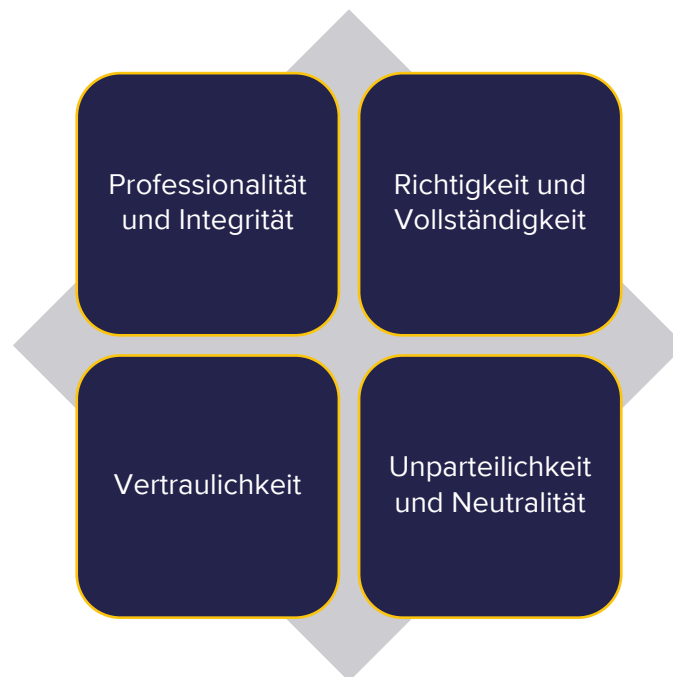 Professionalität
und Integrität
Richtigkeit und
Vollständigkeit
Vertraulichkeit
Unparteilichkeit
und Neutralität